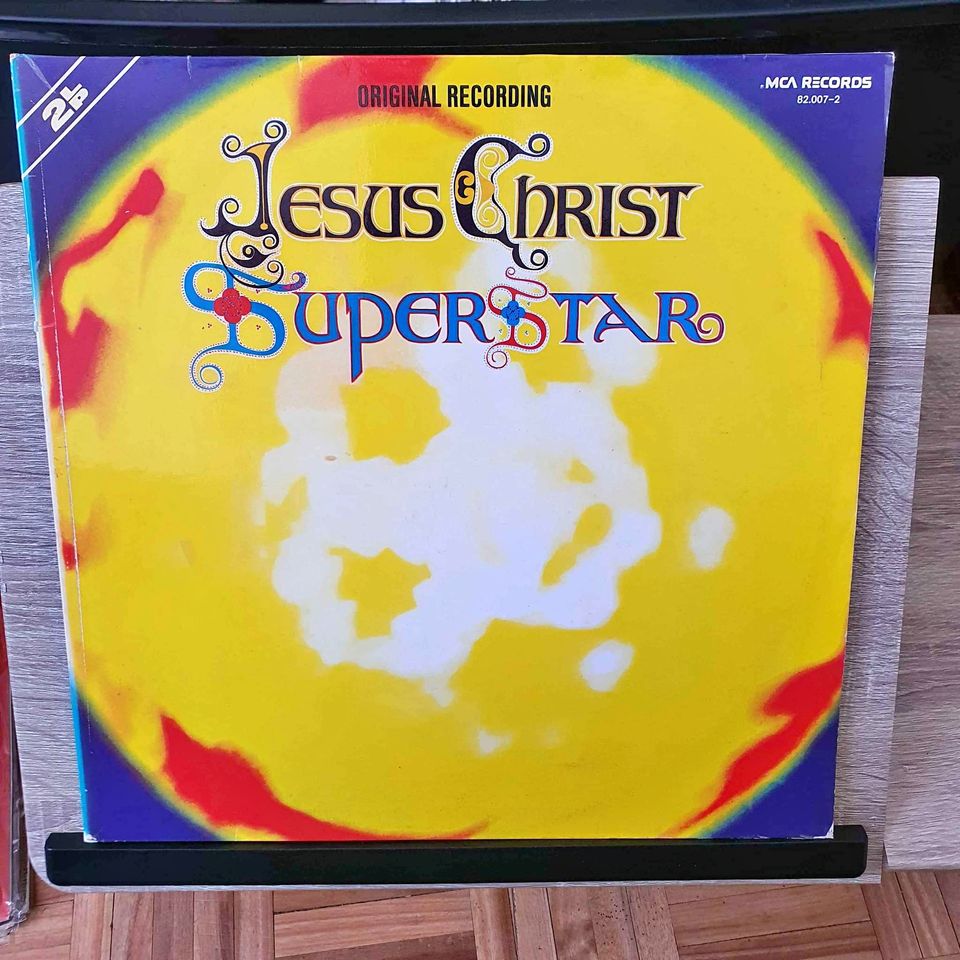 2LP
ORIGINAL RECORDING
MCA RECORDS
82.007-2
JESUS CHRIST
SUPERSTAR